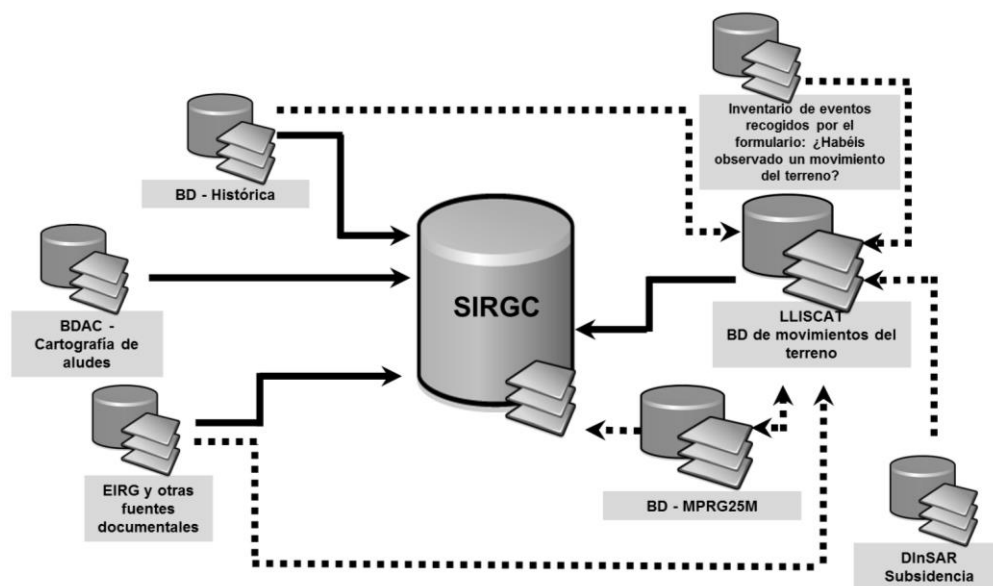 Inventario de eventos
recogidos por el
formulario: ¿Habéis
observado un movimiento
del terreno?
BD - Histórica
SIRGC
LLISCAT
BD de movimientos del
terreno
BDAC -
Cartografía de
aludes
EIRG y otras
fuentes
documentales
BD - MPRG25M
DInSAR
Subsidencia